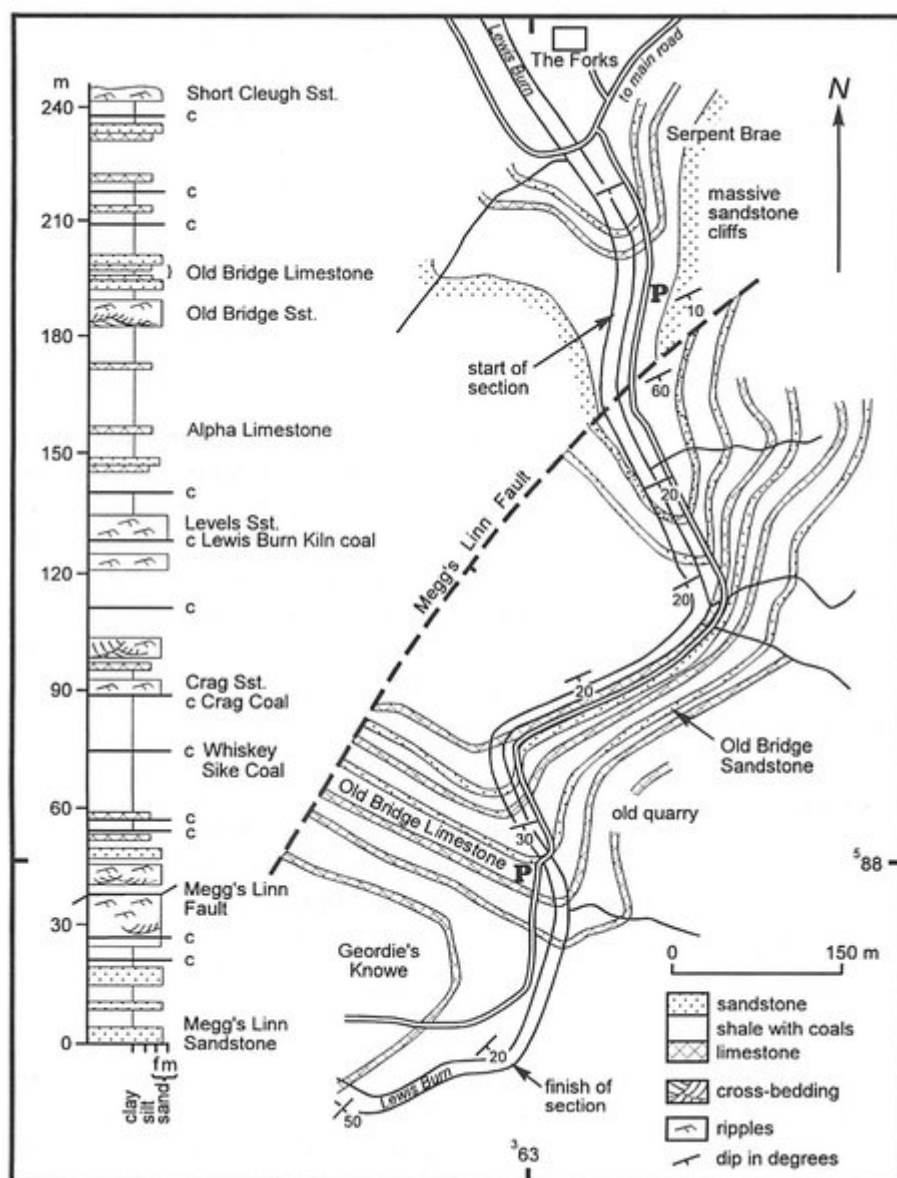 m
240
210
180
150
120
90
60
30
0
Short Cleugh Sst.
c
c
c
Old Bridge Limestone
Old Bridge Sst.
Alpha Limestone
c
Levels Sst.
c Lewis Burn Kiln coal
c
Crag Sst.
c Crag Coal
c Whiskey
Sike Coal
c
c
Megg's Linn
Fault
c
c
Megg's Linn
Sandstone
clay
silt
sand
f
m
Lewis Burn
The Forks
to main road
N
Serpent Brae
massive
sandstone
cliffs
P
10
start of
section
60
Megg's Linn Fault
20
20
20
Old Bridge
Sandstone
Old Bridge Limestone
30
old quarry
P
588
Geordie's
Knowe
0
150 m
20
Lewis Burn
50
finish of
section
363
sandstone
shale with coals
limestone
cross-bedding
ripples
dip in degrees